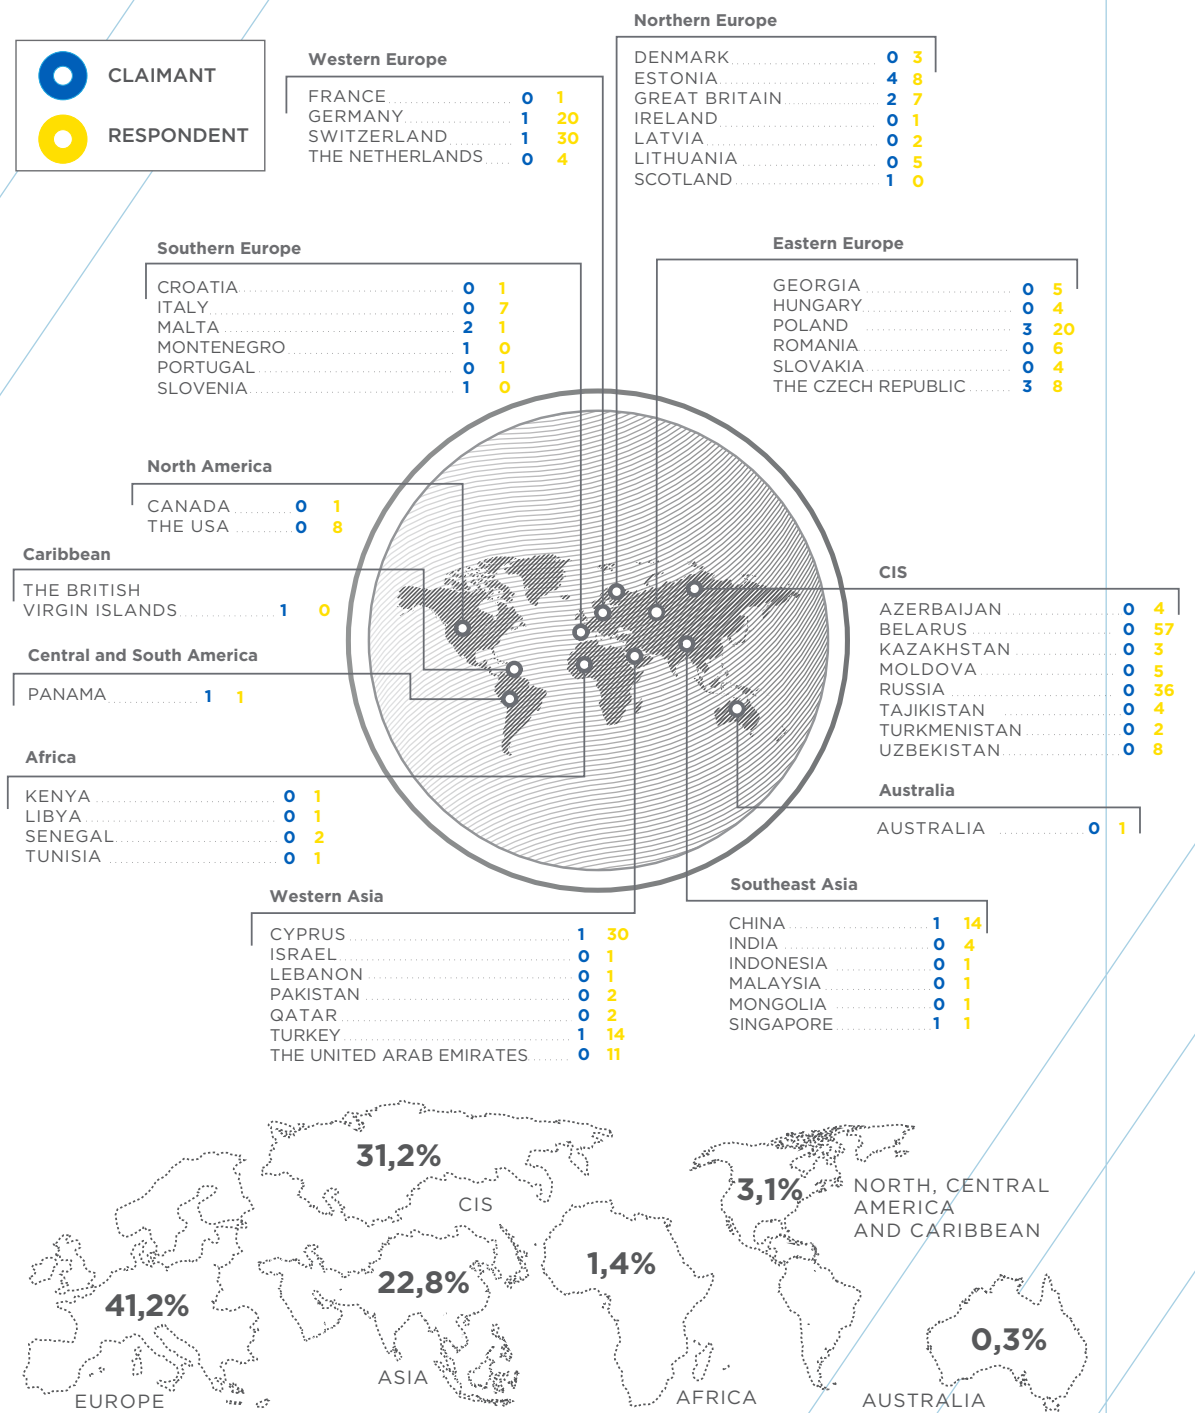 CLAIMANT
RESPONDENT
Western Europe
FRANCE 0 1
GERMANY 1 20
SWITZERLAND 1 30
THE NETHERLANDS 0 4
Northern Europe
DENMARK 0 3
ESTONIA 4 8
GREAT BRITAIN 2 7
IRELAND 0 1
LATVIA 0 2
LITHUANIA 0 5
SCOTLAND 1 0
Southern Europe
CROATIA 0 1
ITALY 0 7
MALTA 2 1
MONTENEGRO 1 0
PORTUGAL 0 1
SLOVENIA 1 0
Eastern Europe
GEORGIA 0 5
HUNGARY 0 4
POLAND 3 20
ROMANIA 0 6
SLOVAKIA 0 4
THE CZECH REPUBLIC 3 8
North America
CANADA 0 1
THE USA 0 8
Caribbean
THE BRITISH
VIRGIN ISLANDS 1 0
Central and South America
PANAMA 1 1
Africa
KENYA 0 1
LIBYA 0 1
SENEGAL 0 2
TUNISIA 0 1
CIS
AZERBAIJAN 0 4
BELARUS 0 57
KAZAKHSTAN 0 3
MOLDOVA 0 5
RUSSIA 0 36
TAJIKISTAN 0 4
TURKMENISTAN 0 2
UZBEKISTAN 0 8
Australia
AUSTRALIA 0 1
Western Asia
CYPRUS 1 30
ISRAEL 0 1
LEBANON 0 1
PAKISTAN 0 2
QATAR 0 2
TURKEY 1 14
THE UNITED ARAB EMIRATES 0 11
Southeast Asia
CHINA 1 14
INDIA 0 4
INDONESIA 0 1
MALAYSIA 0 1
MONGOLIA 0 1
SINGAPORE 1 1
31,2%
CIS
3,1%
NORTH, CENTRAL
AMERICA
AND CARIBBEAN
41,2%
EUROPE
22,8%
ASIA
1,4%
AFRICA
0,3%
AUSTRALIA